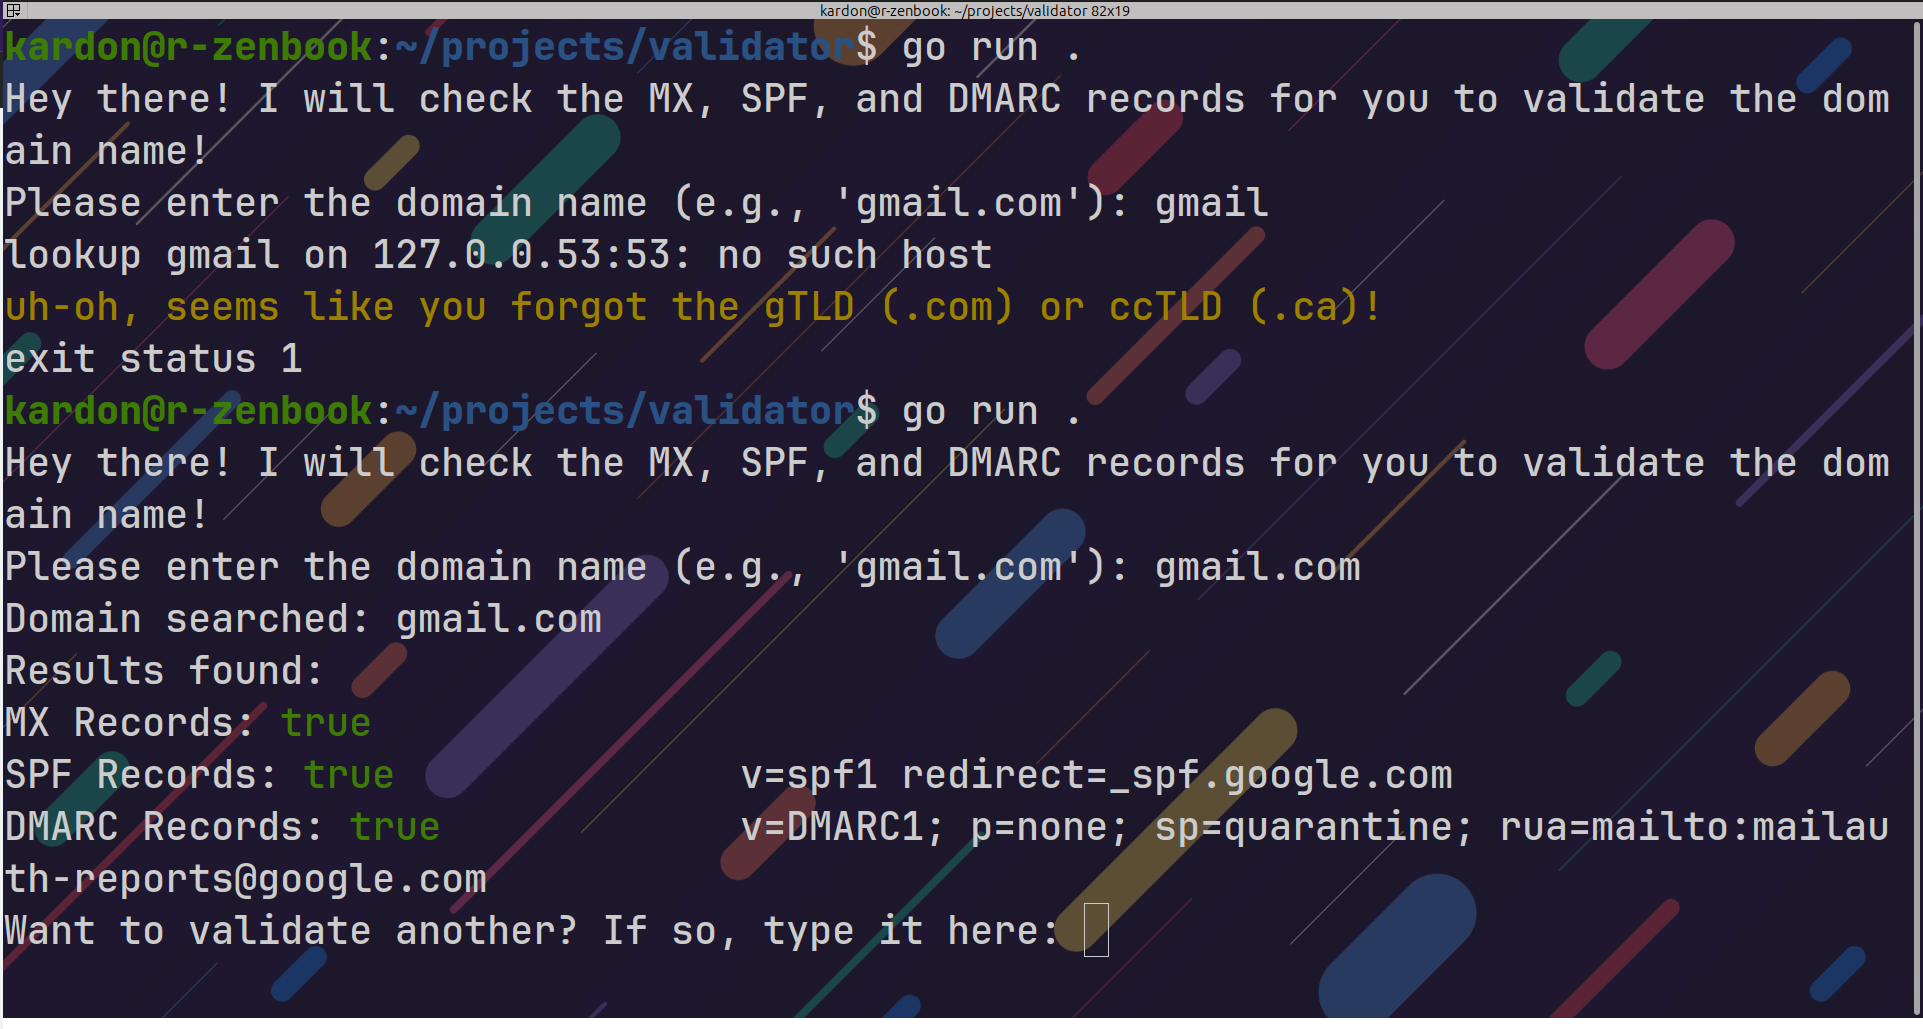 kardon@r-zenbook: ~/projects/validator 82x19
kardon@r-zenbook:~/projects/validator$ go run .
Hey there! I will check the MX, SPF, and DMARC records for you to validate the dom
ain name!
Please enter the domain name (e.g., 'gmail.com'): gmail
lookup gmail on 127.0.0.53:53: no such host
uh-oh, seems like you forgot the gTLD (.com) or ccTLD (.ca)!
exit status 1
kardon@r-zenbook:~/projects/validator$ go run .
Hey there! I will check the MX, SPF, and DMARC records for you to validate the dom
ain name!
Please enter the domain name (e.g., 'gmail.com'): gmail.com
Domain searched: gmail.com
Results found:
MX Records: true
SPF Records: true               v=spf1 redirect=_spf.google.com
DMARC Records: true             v=DMARC1; p=none; sp=quarantine; rua=mailto:mailau
th-reports@google.com
Want to validate another? If so, type it here: